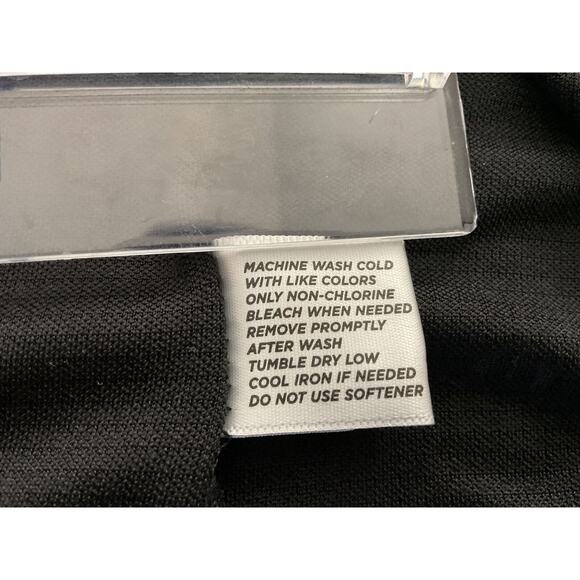 MACHINE WASH COLD
WITH LIKE COLORS
ONLY NON-CHLORINE
BLEACH WHEN NEEDED
REMOVE PROMPTLY
AFTER WASH
TUMBLE DRY LOW
COOL IRON IF NEEDED
DO NOT USE SOFTENER